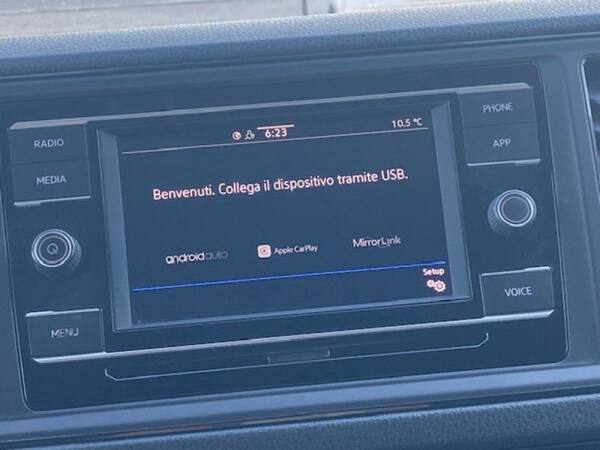 RADIO
MEDIA
MENU
6:23
10.5 °C
Benvenuti. Collega il dispositivo tramite USB.
androidauto
Apple CarPlay
MirrorLink
Setup
PHONE
APP
VOICE